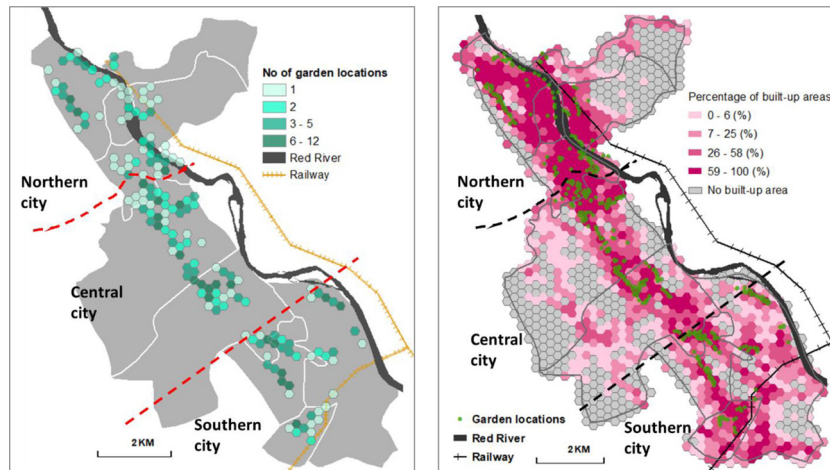 No of garden locations
1
2
3 - 5
6 - 12
Red River
Railway
Northern
city
Central
city
Southern
city
2 KM
Percentage of built-up areas
0 - 6 (%)
7 - 25 (%)
26 - 58 (%)
59 - 100 (%)
No built-up area
Northern
city
Central
city
Garden locations
Red River
Railway
Southern
city
2KM